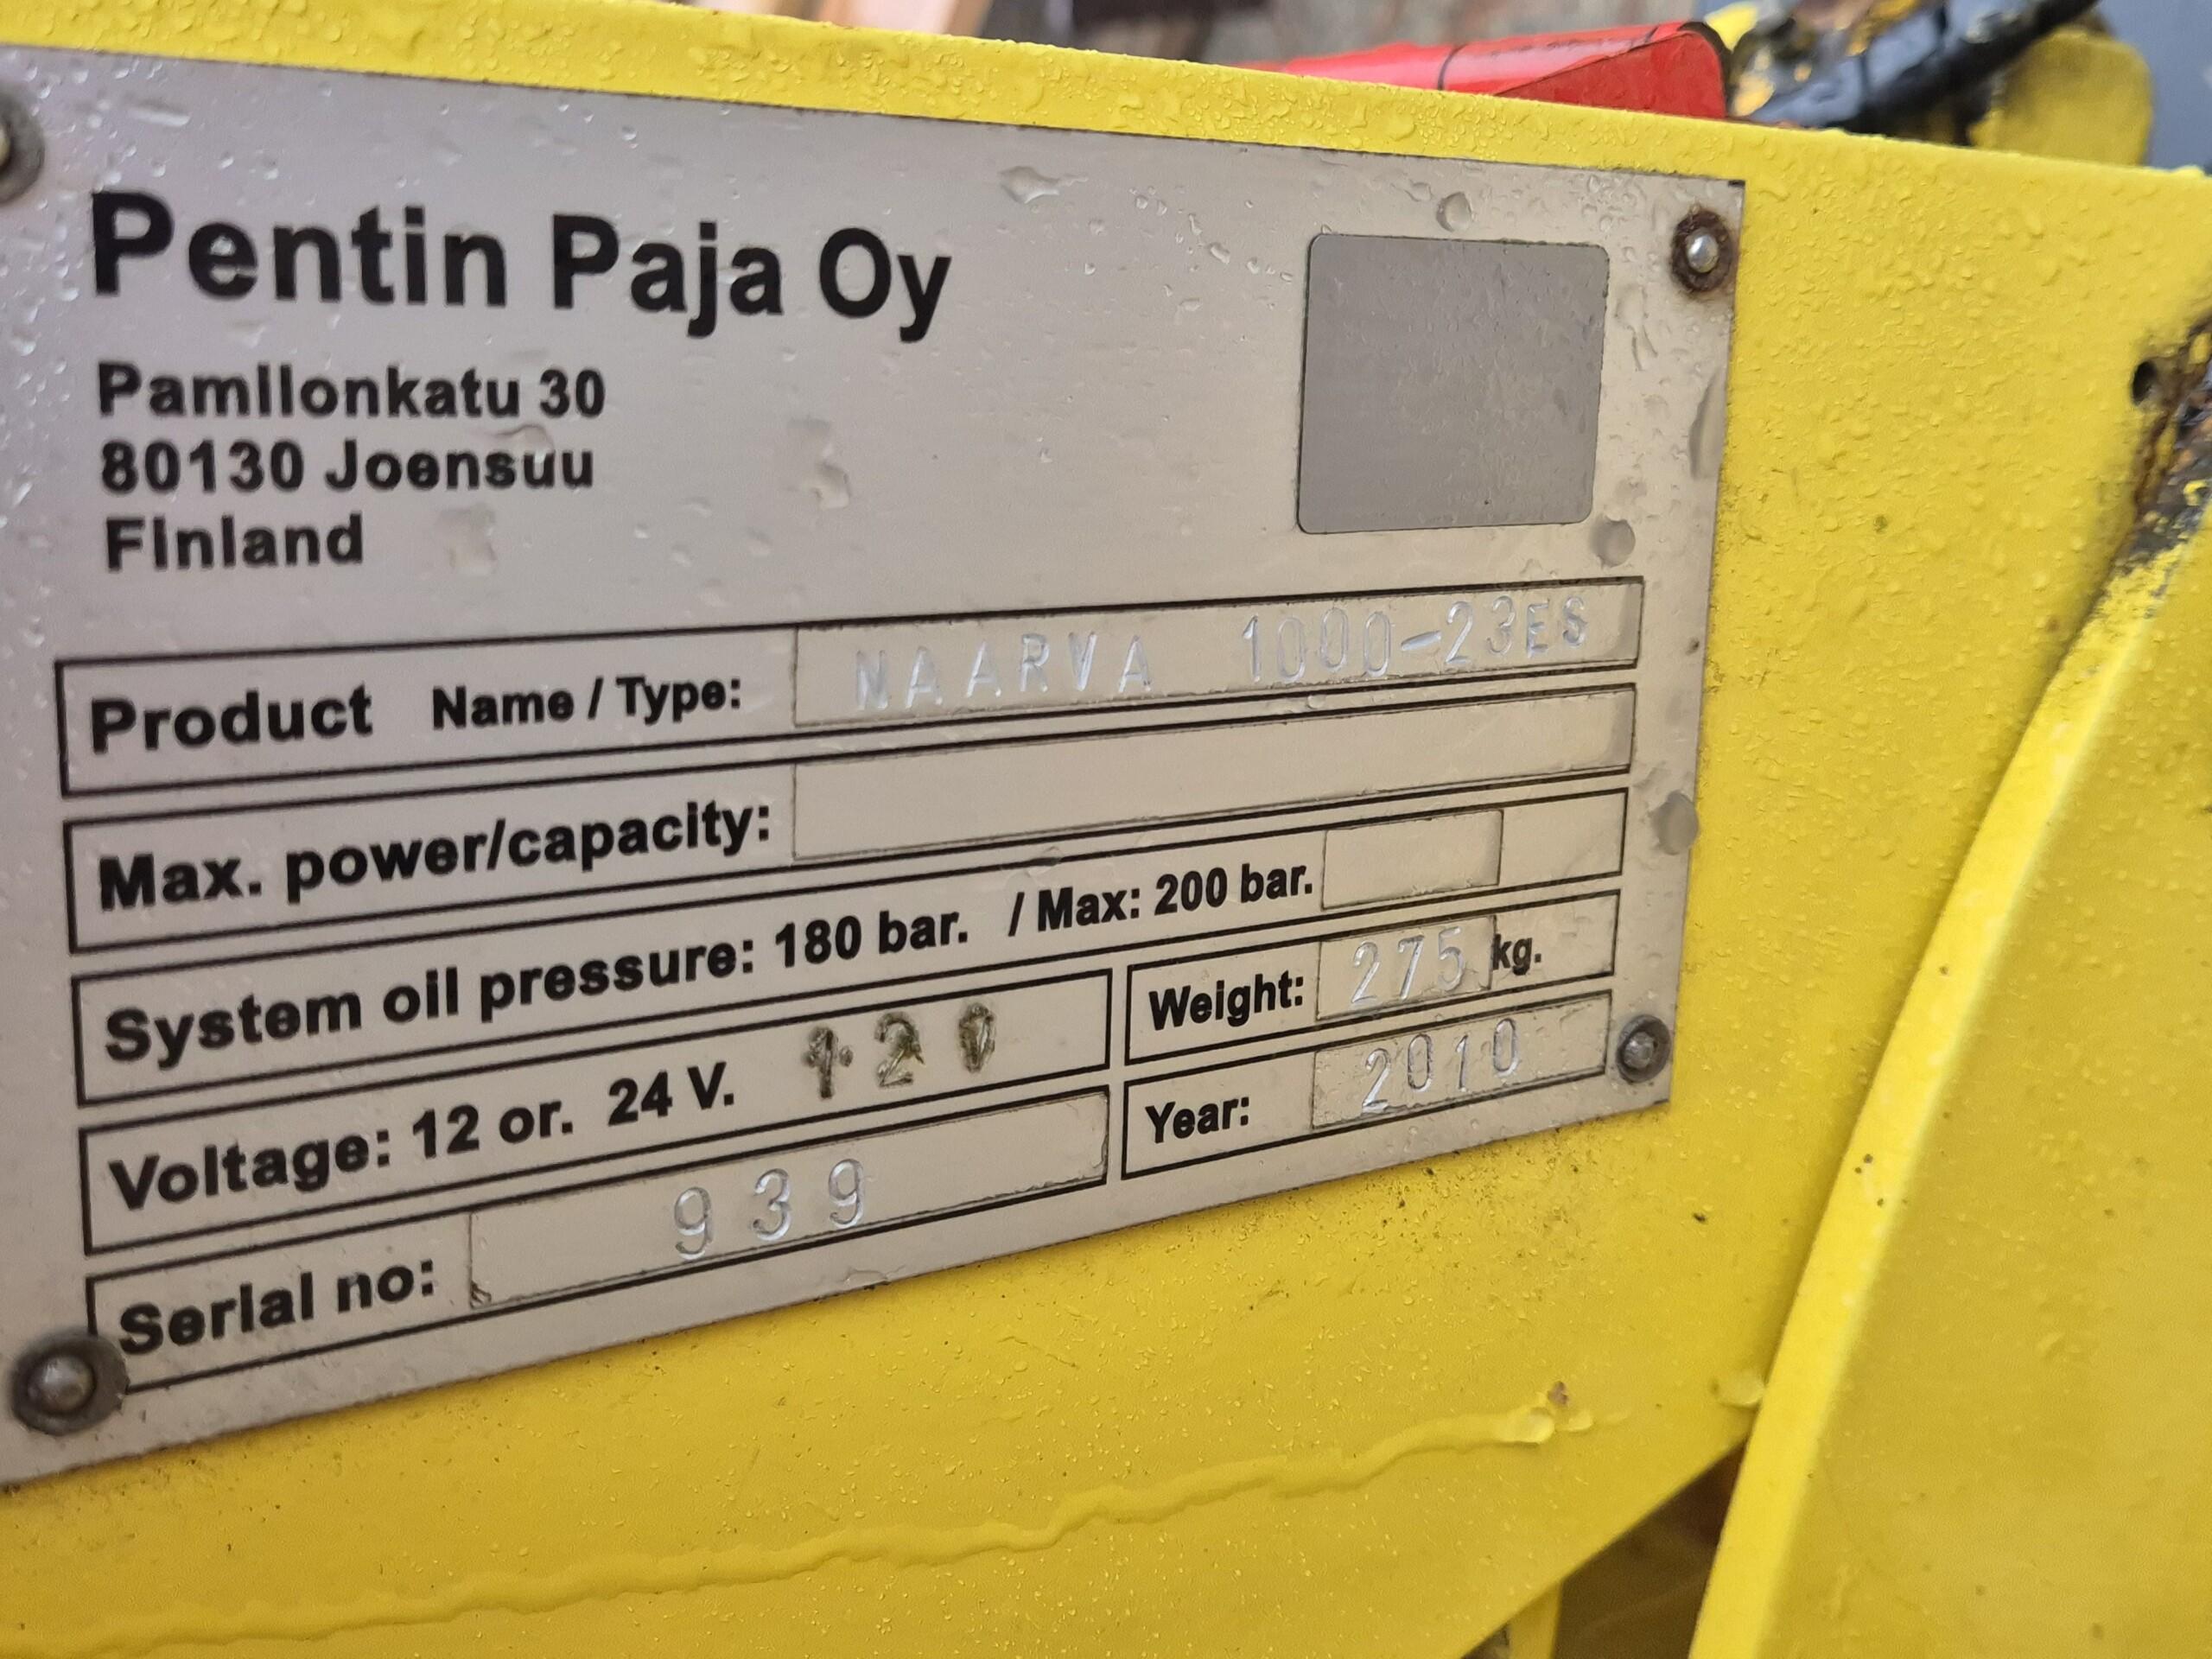 Pentin Paja Oy
Pamilonkatu 30
80130 Joensuu
Finland
Product Name / Type: NAARVA 1000-23ES
Max. power/capacity:
System oil pressure: 180 bar. / Max: 200 bar.
Voltage: 12 or. 24 V. 120
Weight: 275 kg.
Serial no: 939
Year: 2010